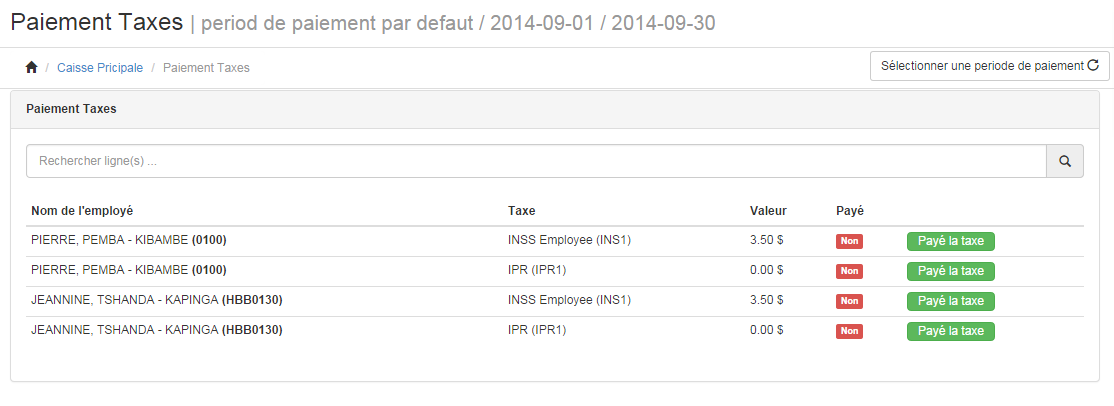 Paiement Taxes | period de paiement par defaut / 2014-09-01 / 2014-09-30
/ Caisse Pricipale / Paiement Taxes Sélectionner une periode de paiement
Paiement Taxes
Rechercher ligne(s) ...
Nom de l'employé Taxe Valeur Payé
PIERRE, PEMBA - KIBAMBE (0100) INSS Employee (INS1) 3.50 $ Non Payé la taxe
PIERRE, PEMBA - KIBAMBE (0100) IPR (IPR1) 0.00 $ Non Payé la taxe
JEANNINE, TSHANDA - KAPINGA (HBB0130) INSS Employee (INS1) 3.50 $ Non Payé la taxe
JEANNINE, TSHANDA - KAPINGA (HBB0130) IPR (IPR1) 0.00 $ Non Payé la taxe